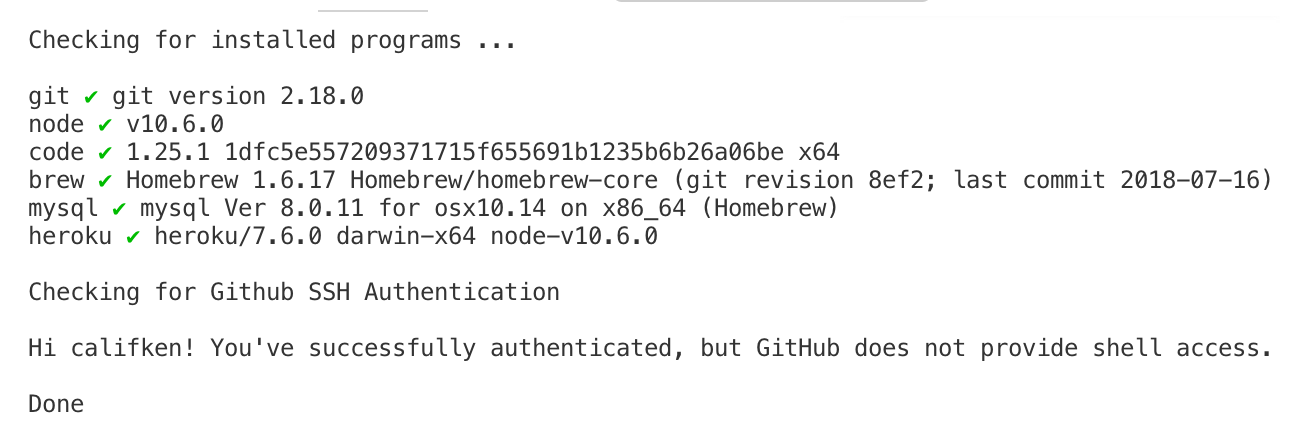 Checking for installed programs ...
git ✔ git version 2.18.0
node ✔ v10.6.0
code ✔ 1.25.1 1dfc5e557209371715f655691b1235b6b26a06be x64
brew ✔ Homebrew 1.6.17 Homebrew/homebrew-core (git revision 8ef2; last commit 2018-07-16)
mysql ✔ mysql Ver 8.0.11 for osx10.14 on x86_64 (Homebrew)
heroku ✔ heroku/7.6.0 darwin-x64 node-v10.6.0
Checking for Github SSH Authentication
Hi califken! You've successfully authenticated, but GitHub does not provide shell access.
Done